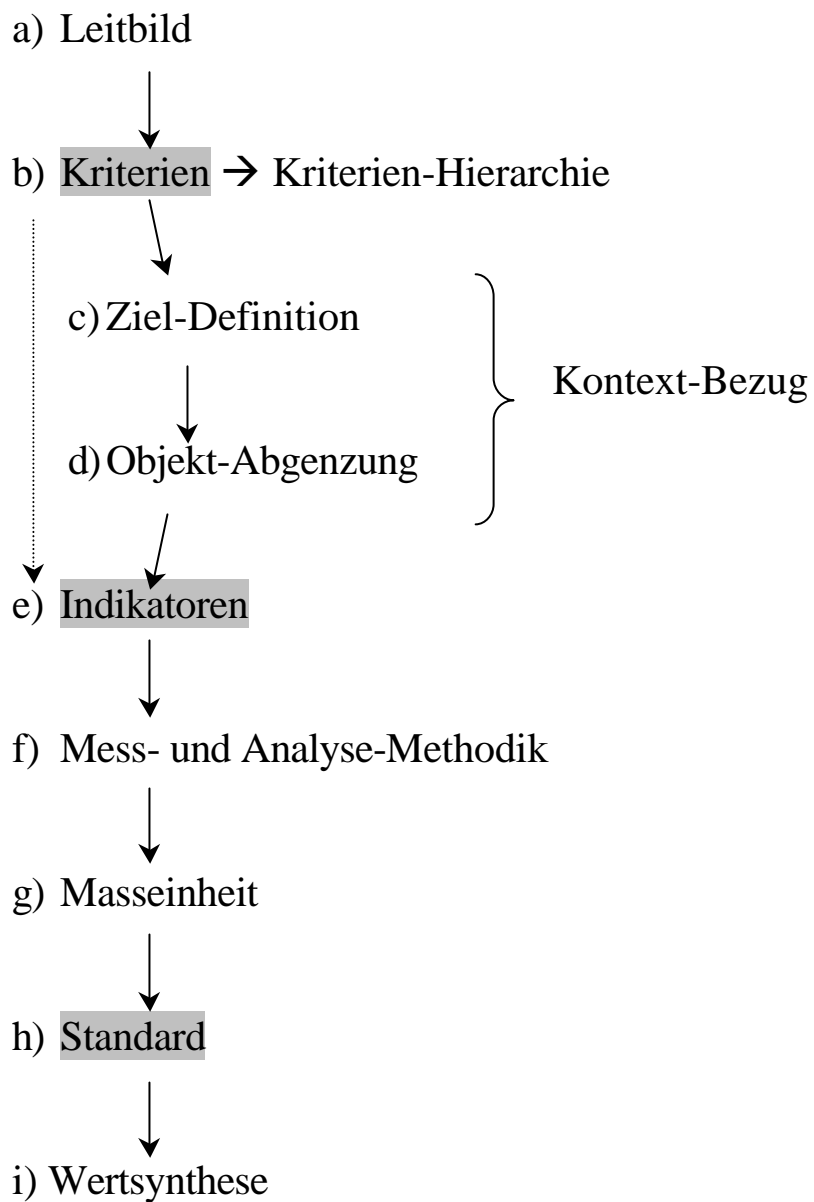 a) Leitbild
b) Kriterien → Kriterien-Hierarchie
c) Ziel-Definition
Kontext-Bezug
d) Objekt-Abgenzung
e) Indikatoren
f) Mess- und Analyse-Methodik
g) Masseinheit
h) Standard
i) Wertsynthese